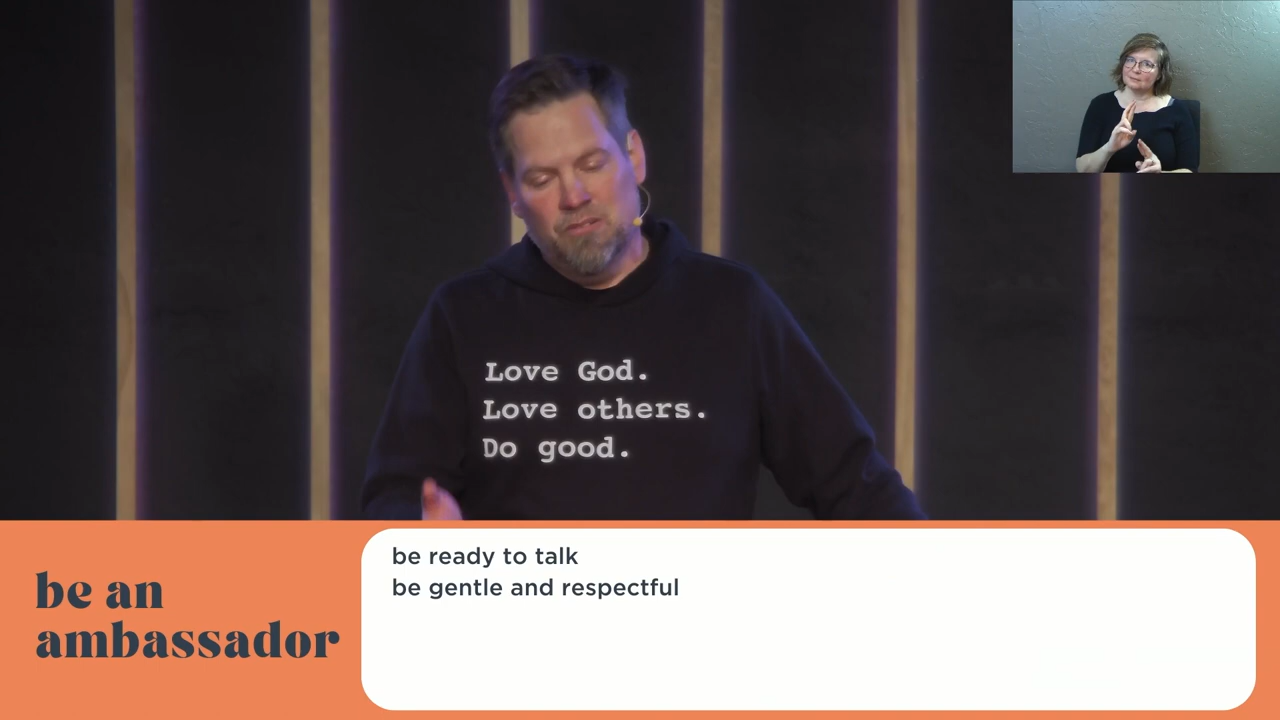 Love God.
Love others.
Do good.
be an
ambassador
be ready to talk
be gentle and respectful